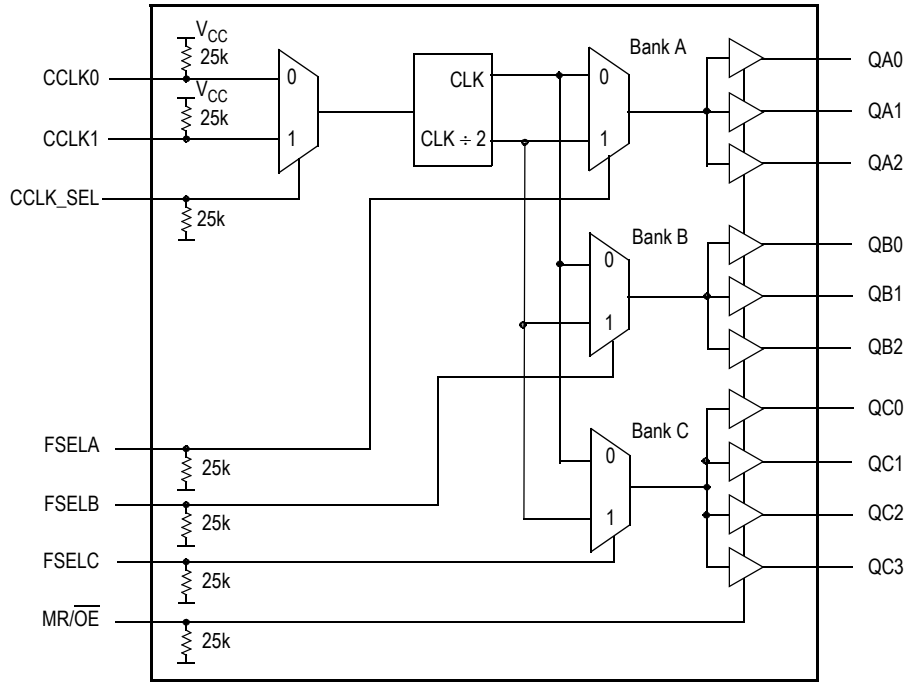 VCC
25k
CCLK0
VCC
25k
CCLK1
CCLK_SEL
25k
0
1
CLK
CLK ÷ 2
Bank A
0
1
QA0
QA1
QA2
Bank B
0
1
QB0
QB1
QB2
Bank C
0
1
QC0
QC1
QC2
QC3
FSELA
25k
FSELB
25k
FSELC
25k
MR/OE
25k